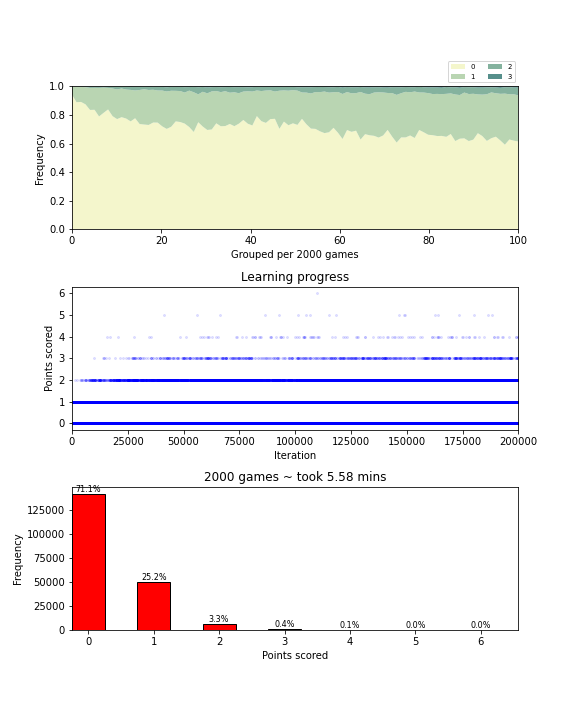 0 2
1 3
1.0
0.8
0.6
0.4
0.2
0.0
Frequency
0 20 40 60 80 100
Grouped per 2000 games
Learning progress
6
5
4
3
2
1
0
Points scored
0 25000 50000 75000 100000 125000 150000 175000 200000
Iteration
2000 games ~ took 5.58 mins
125000
100000
75000
50000
25000
0
Frequency
71.1% 25.2% 3.3% 0.4% 0.1% 0.0% 0.0%
0 1 2 3 4 5 6
Points scored